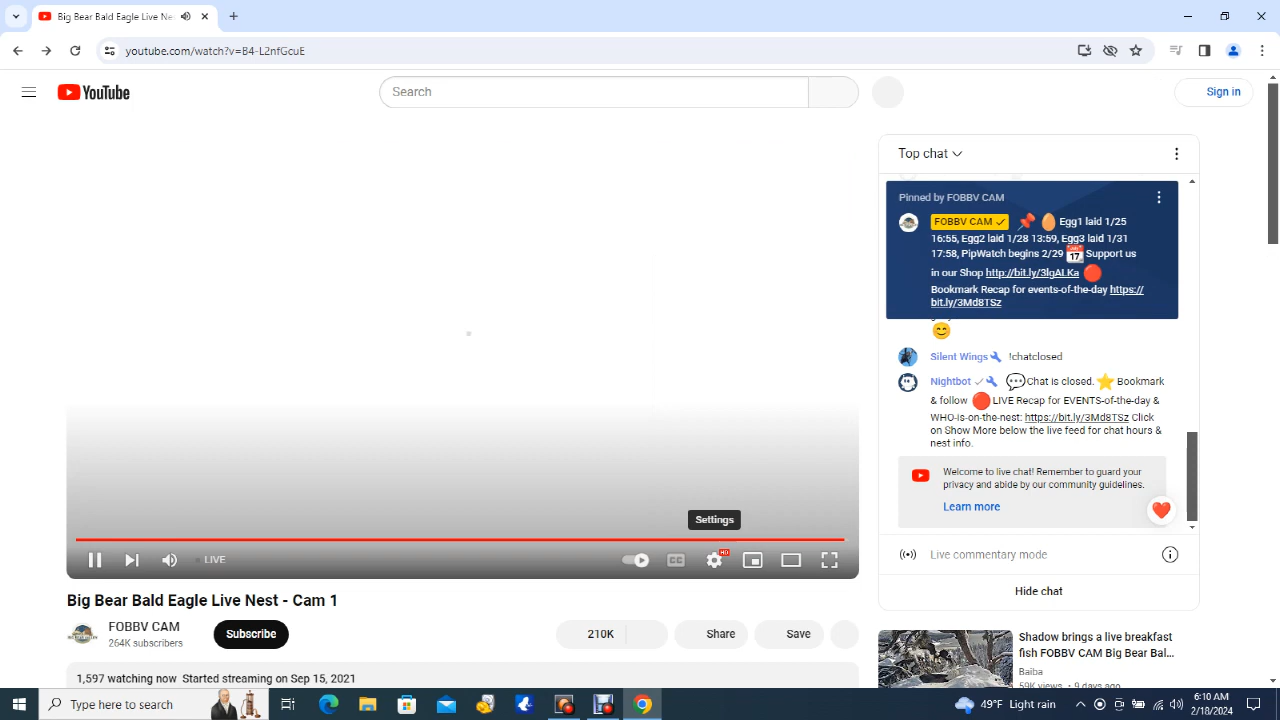 Big Bear Bald Eagle Live Ne
youtube.com/watch?v=B4-L2nfGcuE
YouTube
Search
Sign in
Top chat
Pinned by FOBBV CAM
FOBBV CAM ✓ 📌 🥚 Egg1 laid 1/25
16:55, Egg2 laid 1/28 13:59, Egg3 laid 1/31
17:58, PipWatch begins 2/29 📅 Support us
in our Shop http://bit.ly/3lgALKa 🔴
Bookmark Recap for events-of-the-day https://
bit.ly/3Md8TSz
😊
Silent Wings !chatclosed
Nightbot ✓ 💬Chat is closed.⭐ Bookmark
& follow 🔴LIVE Recap for EVENTS-of-the-day &
WHO-is-on-the-nest: https://bit.ly/3Md8TSz Click
on Show More below the live feed for chat hours &
nest info.
Welcome to live chat! Remember to guard your
privacy and abide by our community guidelines.
Learn more
Live commentary mode
Hide chat
Settings
LIVE
CC
HD
Big Bear Bald Eagle Live Nest - Cam 1
FOBBV CAM
264K subscribers
Subscribe
210K
Share
Save
1,597 watching now Started streaming on Sep 15, 2021
Shadow brings a live breakfast
fish FOBBV CAM Big Bear Bal...
Baiba
59K views • 9 days ago
Type here to search
49°F Light rain
6:10 AM
2/18/2024